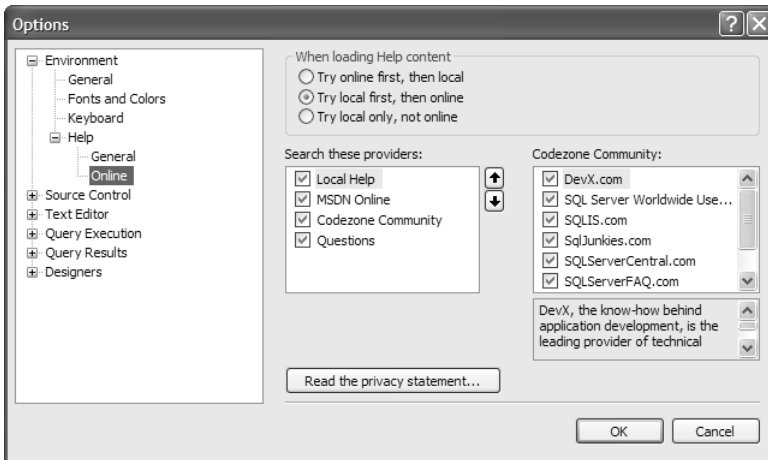 Options
Environment
General
Fonts and Colors
Keyboard
Help
General
Online
Source Control
Text Editor
Query Execution
Query Results
Designers
When loading Help content
Try online first, then local
Try local first, then online
Try local only, not online
Search these providers:
Local Help
MSDN Online
Codezone Community
Questions
Codezone Community:
DevX.com
SQL Server Worldwide Use...
SQLIS.com
SqlJunkies.com
SQLServerCentral.com
SQLServerFAQ.com
DevX, the know-how behind
application development, is the
leading provider of technical
Read the privacy statement...
OK
Cancel